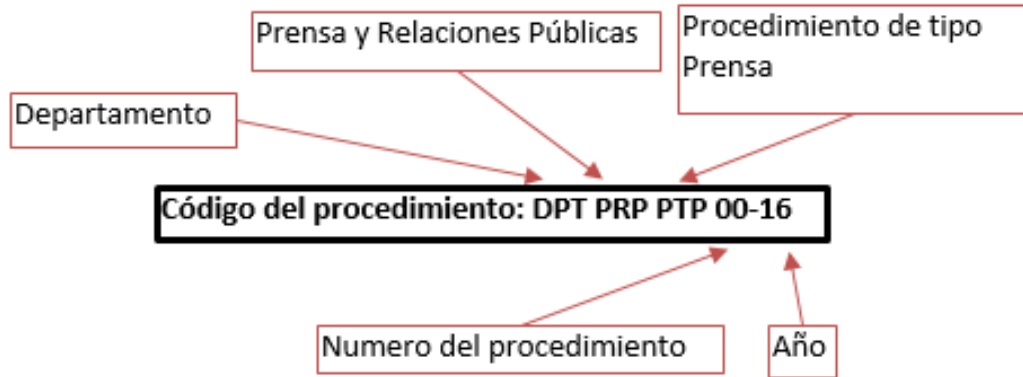 Prensa y Relaciones Públicas
Procedimiento de tipo
Prensa
Departamento
Código del procedimiento: DPT PRP PTP 00-16
Numero del procedimiento
Año